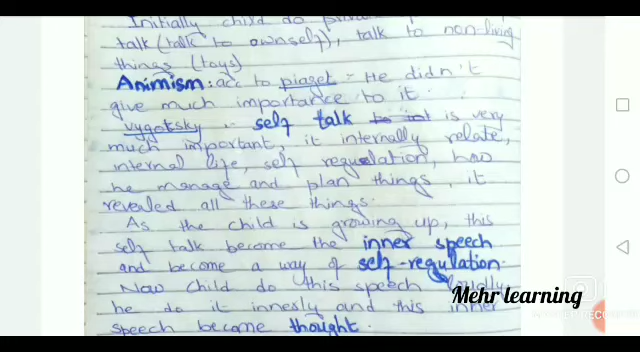 Initially child do
talk (talk to ownself), talk to non-living
things (toys)
Animism: acc to piaget - He didn't
give much importance to it.
Vygotsky :- self talk is very
much important, it internally relate,
internal life, self regulation, how
he manage and plan things, it
revealed all these things.
As the child is growing up, this
self talk become the inner speech
and become a way of self-regulation.
Now child do this speech loudly
Mehr learning
he do it innerly and this inner
speech become thought.